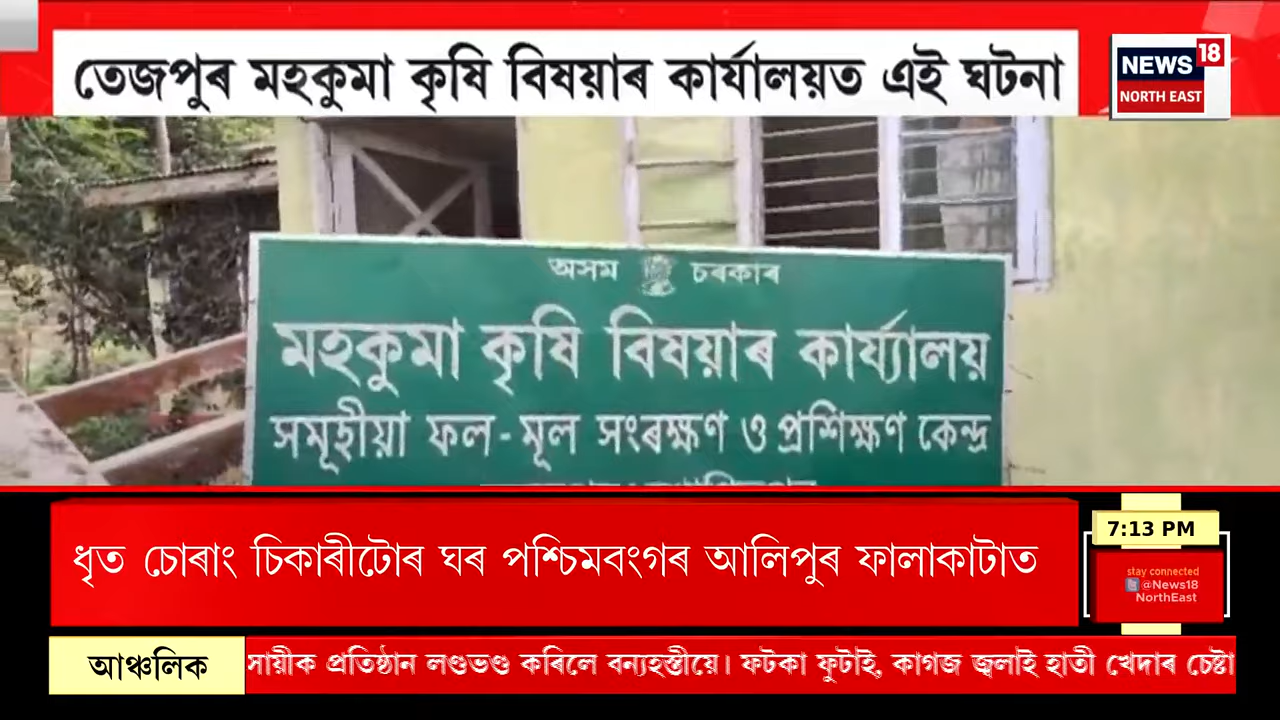 তেজপুৰ মহকুমা কৃষি বিষয়াৰ কাৰ্যালয়ত এই ঘটনা
NEWS 18
NORTH EAST
অসম চৰকাৰ
মহকুমা কৃষি বিষয়াৰ কাৰ্য্যালয়
সমূহীয়া ফল - মূল সংৰক্ষণ ও প্ৰশিক্ষণ কেন্দ্ৰ
ধৃত চোৰাং চিকাৰীটোৰ ঘৰ পশ্চিমবংগৰ আলিপুৰ ফালাকাটাত
7:13 PM
stay connected
@News18
NorthEast
আঞ্চলিক
সায়ীক প্ৰতিষ্ঠান লণ্ডভণ্ড কৰিলে বন্যহস্তীয়ে। ফটকা ফুটাই, কাগজ জ্বলাই হাতী খেদাৰ চেষ্টা